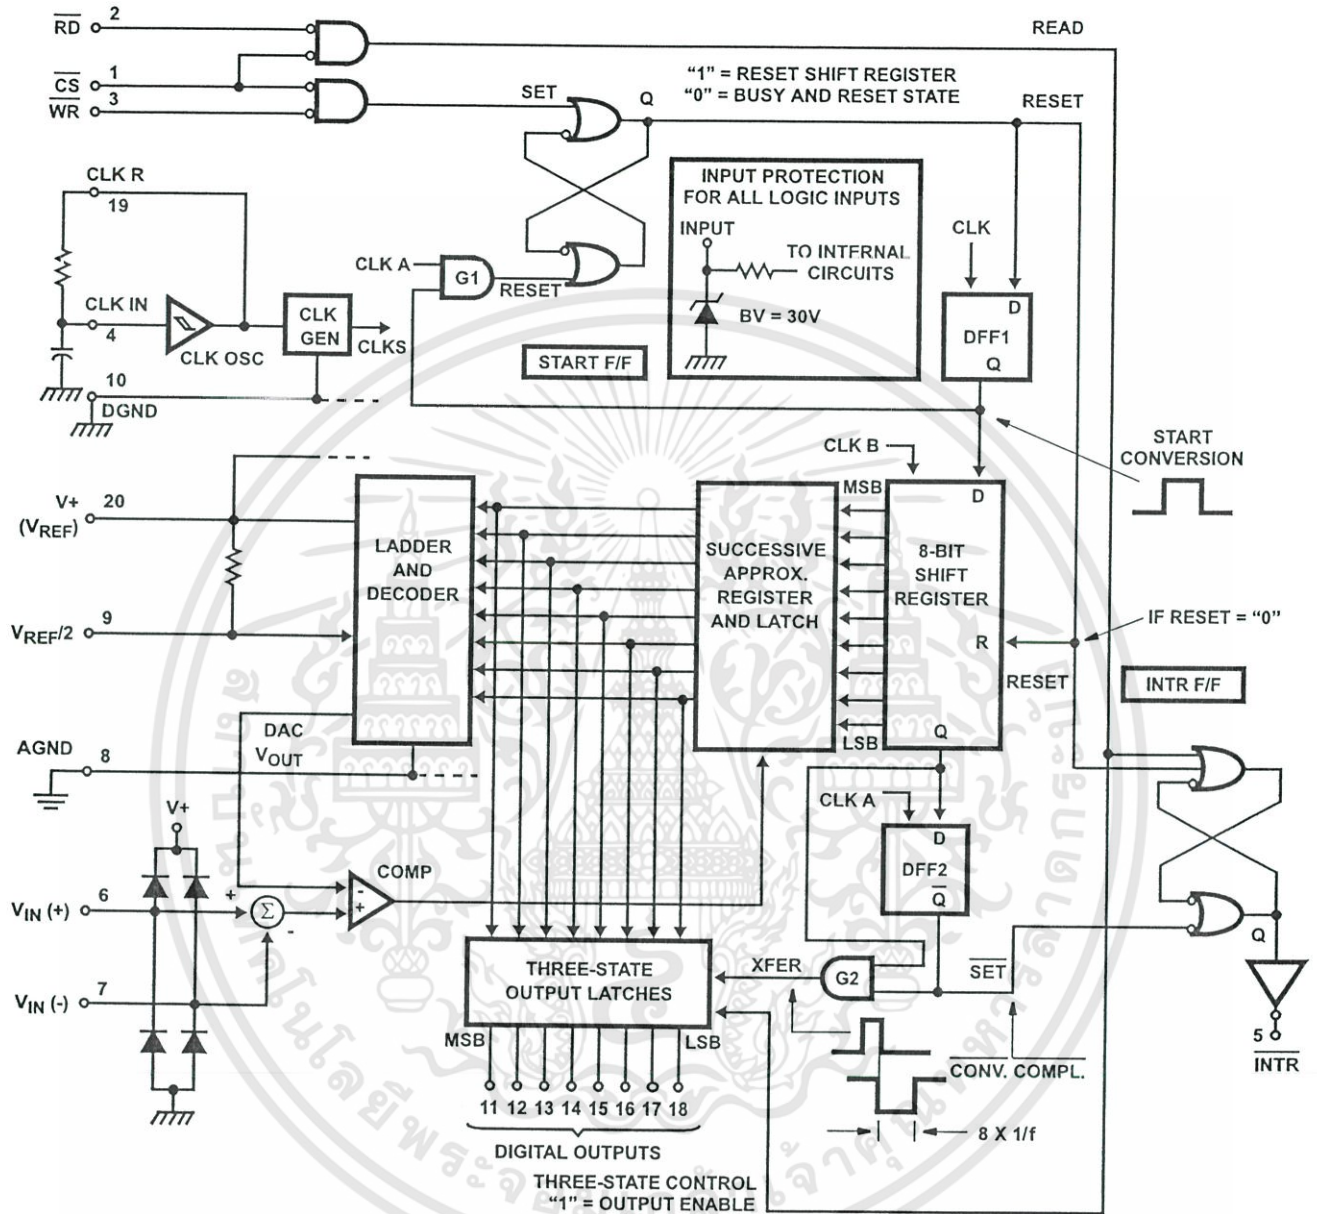 RD 2
READ
CS 1
WR 3
SET
Q
"1" = RESET SHIFT REGISTER
"0" = BUSY AND RESET STATE
RESET
INPUT PROTECTION
FOR ALL LOGIC INPUTS
INPUT
TO INTERNAL
CIRCUITS
BV = 30V
CLK R
19
CLK A
G1
RESET
CLK
D
DFF1
Q
CLK IN
4
CLK OSC
CLK
GEN
CLKS
START F/F
10
DGND
START
CONVERSION
CLK B
V+
(VREF)
20
LADDER
AND
DECODER
SUCCESSIVE
APPROX.
REGISTER
AND LATCH
MSB
D
8-BIT
SHIFT
REGISTER
R
RESET
LSB
Q
IF RESET = "0"
INTR F/F
VREF/2 9
DAC
VOUT
AGND
8
CLK A
D
DFF2
Q
V+
COMP
-
+
VIN (+) 6
+
Σ
-
VIN (-) 7
THREE-STATE
OUTPUT LATCHES
XFER
G2
SET
Q
MSB
LSB
CONV. COMPL.
5
INTR
11 12 13 14 15 16 17 18
8 X 1/f
DIGITAL OUTPUTS
THREE-STATE CONTROL
"1" = OUTPUT ENABLE